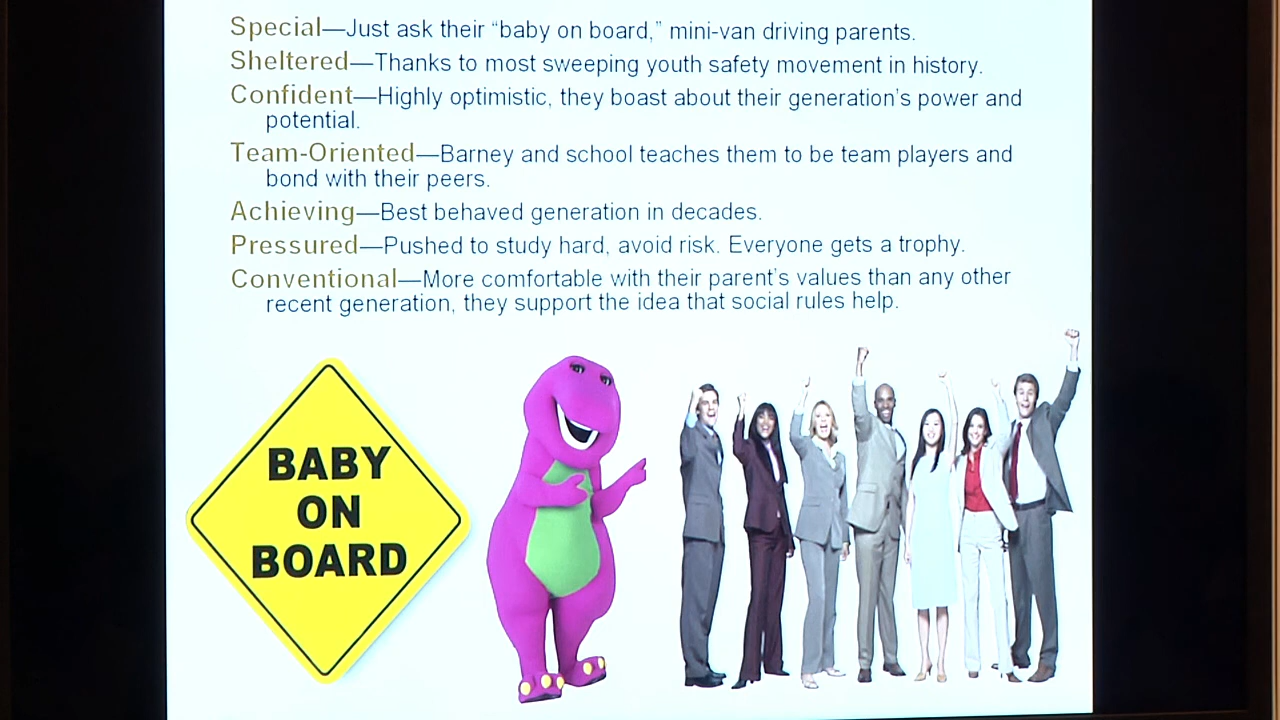 Special—Just ask their “baby on board,” mini-van driving parents.
Sheltered—Thanks to most sweeping youth safety movement in history.
Confident—Highly optimistic, they boast about their generation’s power and
potential.
Team-Oriented—Barney and school teaches them to be team players and
bond with their peers.
Achieving—Best behaved generation in decades.
Pressured—Pushed to study hard, avoid risk. Everyone gets a trophy.
Conventional—More comfortable with their parent’s values than any other
recent generation, they support the idea that social rules help.
BABY
ON
BOARD